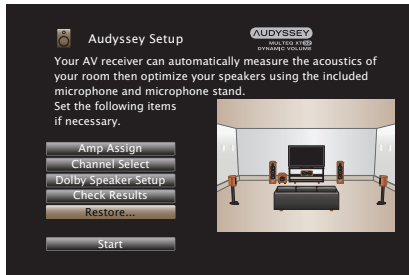 Audyssey Setup
AUDYSSEY
MULTEQ XT32
DYNAMIC VOLUME
Your AV receiver can automatically measure the acoustics of
your room then optimize your speakers using the included
microphone and microphone stand.
Set the following items
if necessary.
Amp Assign
Channel Select
Dolby Speaker Setup
Check Results
Restore...
Start